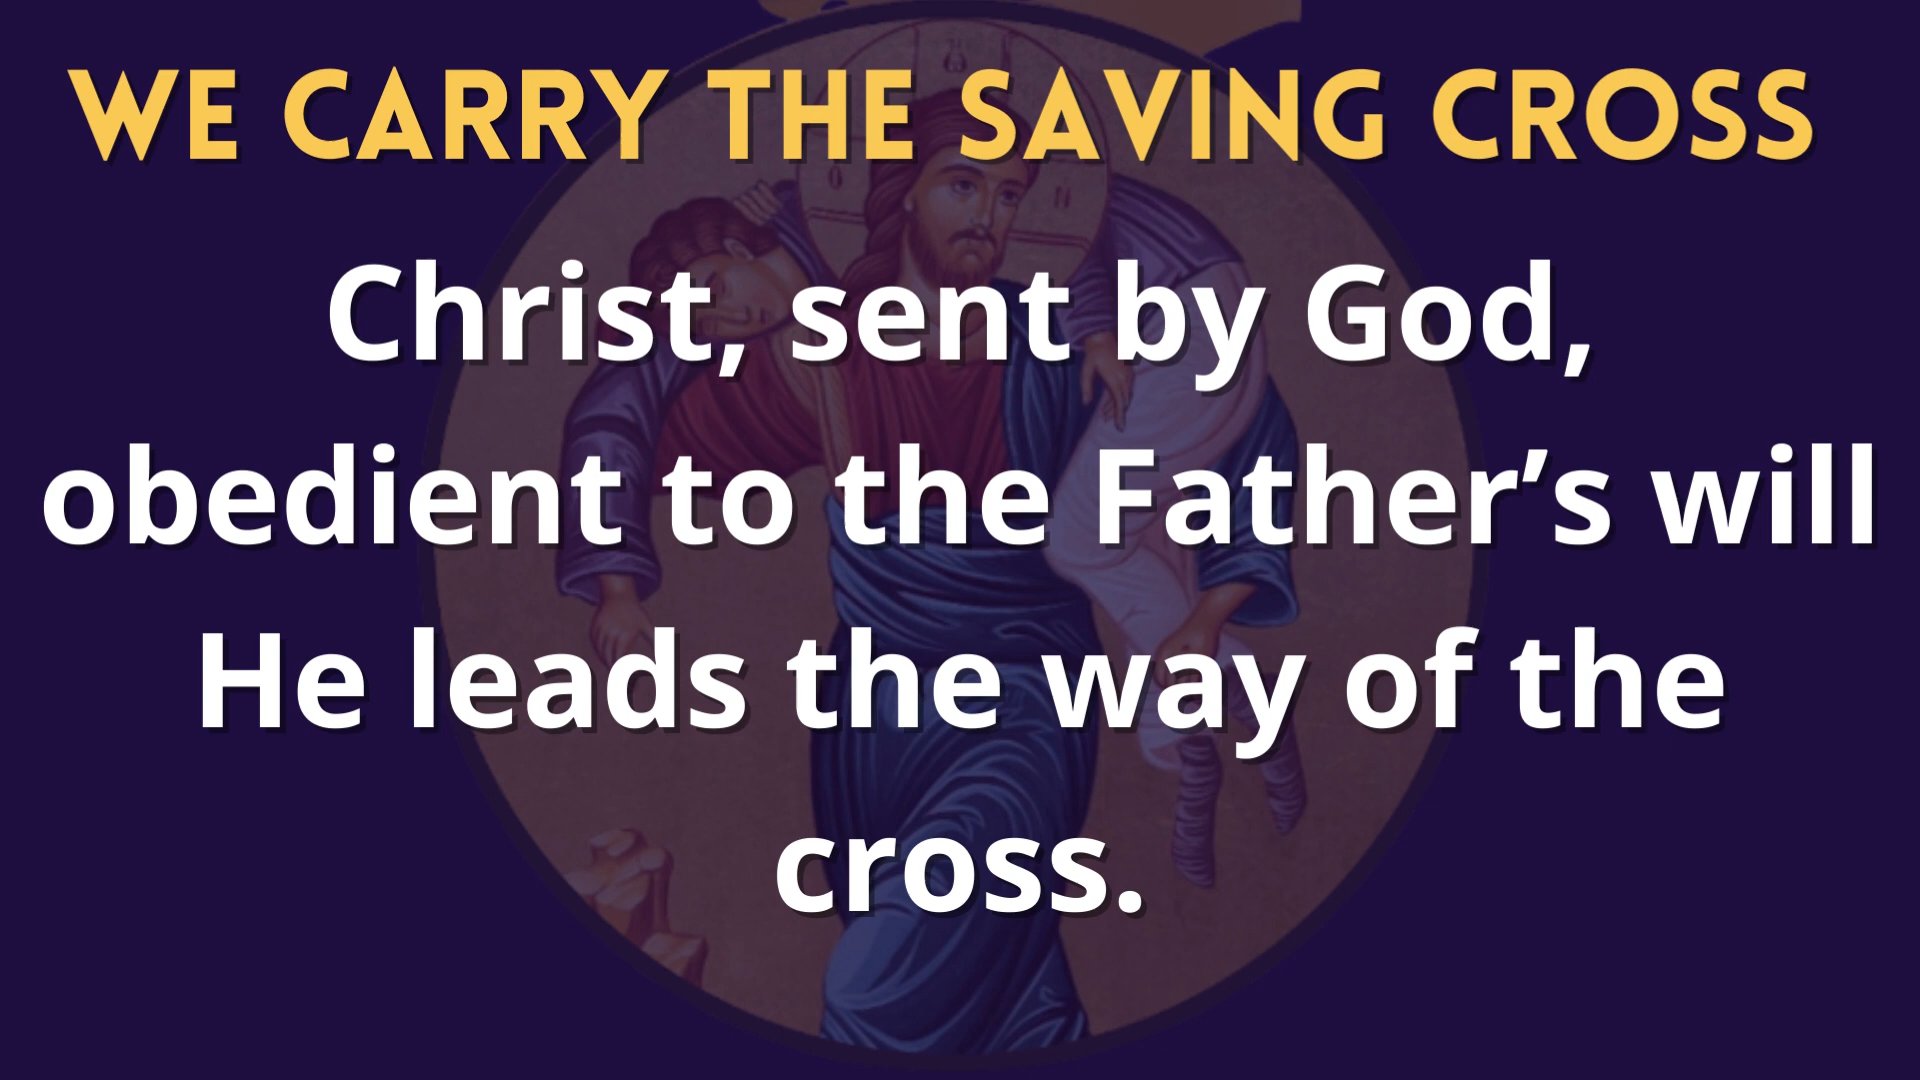 WE CARRY THE SAVING CROSS
Christ, sent by God,
obedient to the Father’s will
He leads the way of the
cross.